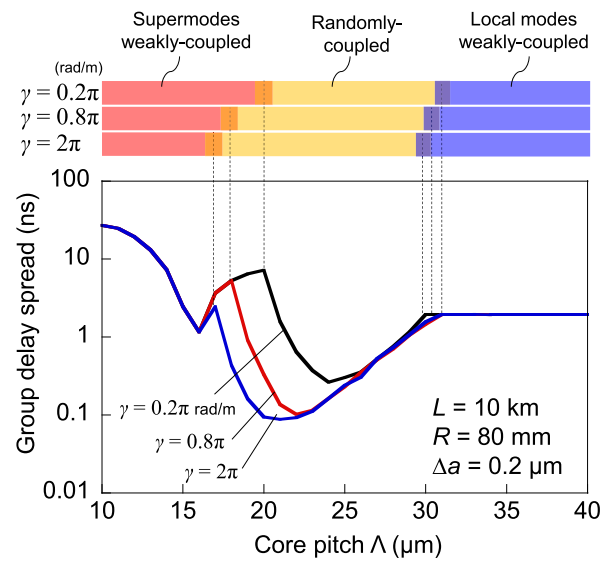 Supermodes
weakly-coupled
Randomly-
coupled
Local modes
weakly-coupled
(rad/m)
γ = 0.2π
γ = 0.8π
γ = 2π
Group delay spread (ns)
100
10
1
0.1
0.01
γ = 0.2π rad/m
γ = 0.8π
γ = 2π
L = 10 km
R = 80 mm
Δa = 0.2 μm
10 15 20 25 30 35 40
Core pitch Λ (μm)